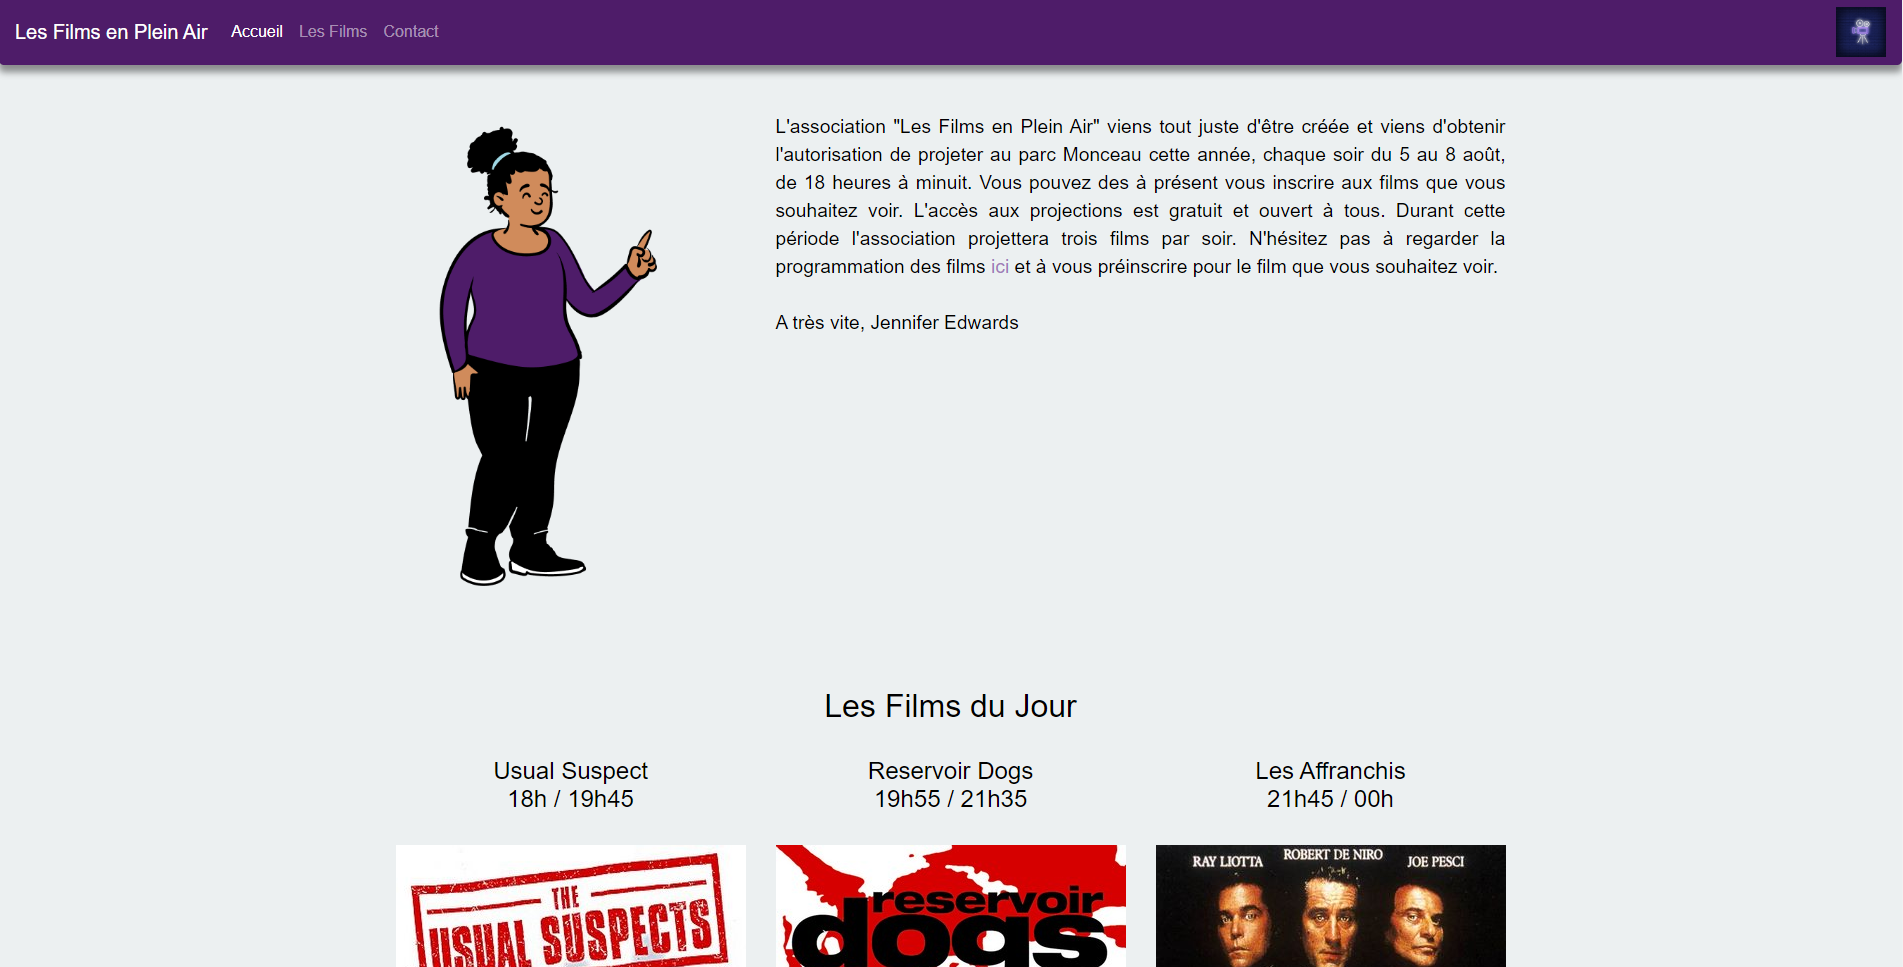 Les Films en Plein Air Accueil Les Films Contact
L'association "Les Films en Plein Air" viens tout juste d'être créée et viens d'obtenir
l'autorisation de projeter au parc Monceau cette année, chaque soir du 5 au 8 août,
de 18 heures à minuit. Vous pouvez des à présent vous inscrire aux films que vous
souhaitez voir. L'accès aux projections est gratuit et ouvert à tous. Durant cette
période l'association projettera trois films par soir. N'hésitez pas à regarder la
programmation des films ici et à vous préinscrire pour le film que vous souhaitez voir.
A très vite, Jennifer Edwards
Les Films du Jour
Usual Suspect
18h / 19h45
Reservoir Dogs
19h55 / 21h35
Les Affranchis
21h45 / 00h
THE
USUAL SUSPECTS
reservoir
dogs
RAY LIOTTA ROBERT DE NIRO JOE PESCI